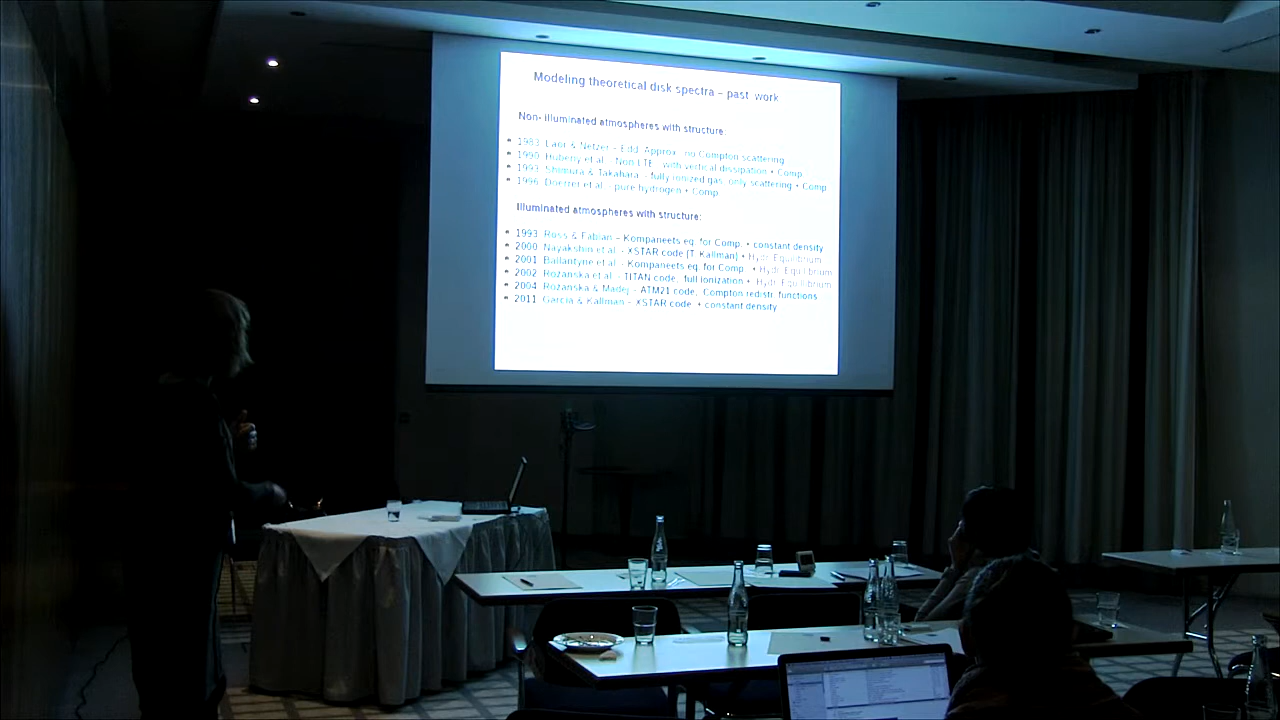 Modeling theoretical disk spectra – past work
Non- illuminated atmospheres with structure:
• 1983 Laor & Netzer – Edd. Approx. no Compton scattering
• 1990 Hubeny et al. - Non LTE, with vertical dissipation + Comp.
• 1993 Shimura & Takahara - fully ionized gas, only scattering + Comp.
• 1996 Doerrer et al. - pure hydrogen + Comp.
Illuminated atmospheres with structure:
• 1993 Ross & Fabian – Kompaneets eq. for Comp. + constant density
• 2000 Nayakshin et al. - XSTAR code (T. Kallman) + Hydr. Equilibrium
• 2001 Ballantyne et al. - Kompaneets eq. for Comp. + Hydr. Equilibrium
• 2002 Rozanska et al. - TITAN code, full ionization + Hydr. Equilibrium
• 2004 Rozanska & Madej - ATM21 code, Compton redistr. functions
• 2011 Garcia & Kallman - XSTAR code + constant density